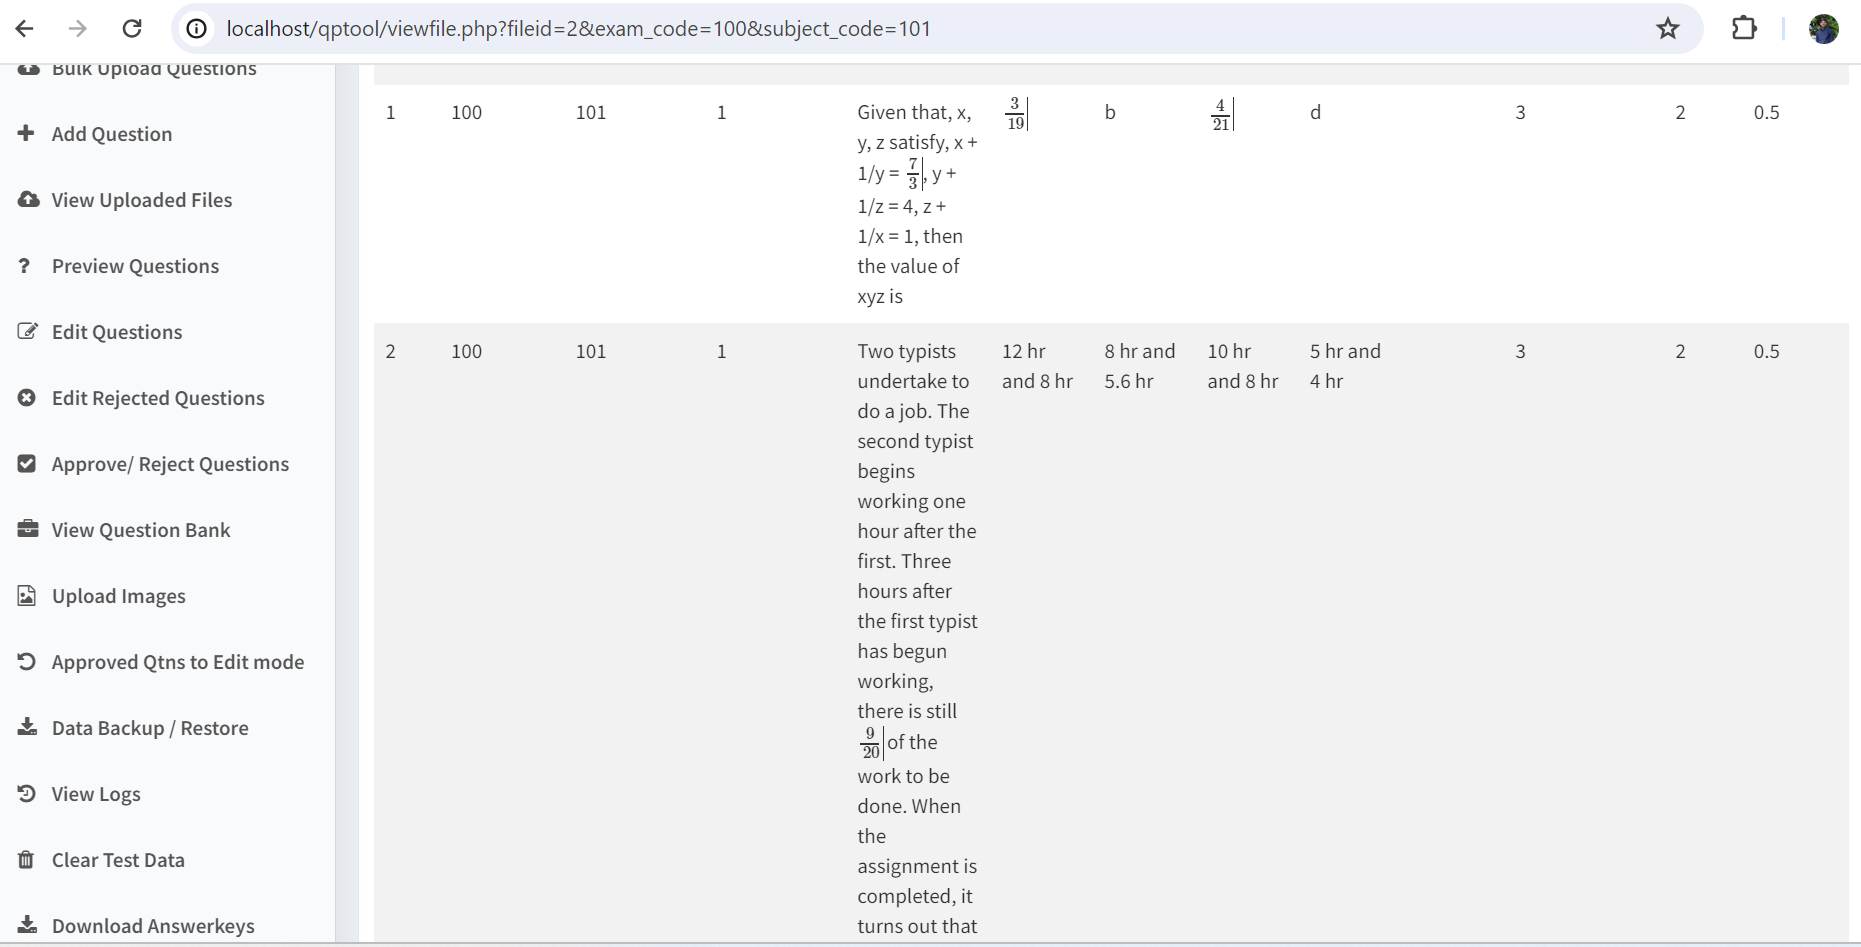 localhost/qptool/viewfile.php?fileid=2&exam_code=100&subject_code=101
Bulk Upload Questions
Add Question
View Uploaded Files
Preview Questions
Edit Questions
Edit Rejected Questions
Approve/ Reject Questions
View Question Bank
Upload Images
Approved Qtns to Edit mode
Data Backup / Restore
View Logs
Clear Test Data
Download Answerkeys
1 100 101 1
Given that, x,
y, z satisfy, x +
1/y = 7/3, y +
1/z = 4, z +
1/x = 1, then
the value of
xyz is
3/19
b
4/21
d
3 2 0.5
2 100 101 1
Two typists
undertake to
do a job. The
second typist
begins
working one
hour after the
first. Three
hours after
the first typist
has begun
working,
there is still
9/20 of the
work to be
done. When
the
assignment is
completed, it
turns out that
12 hr
and 8 hr
8 hr and
5.6 hr
10 hr
and 8 hr
5 hr and
4 hr
3 2 0.5